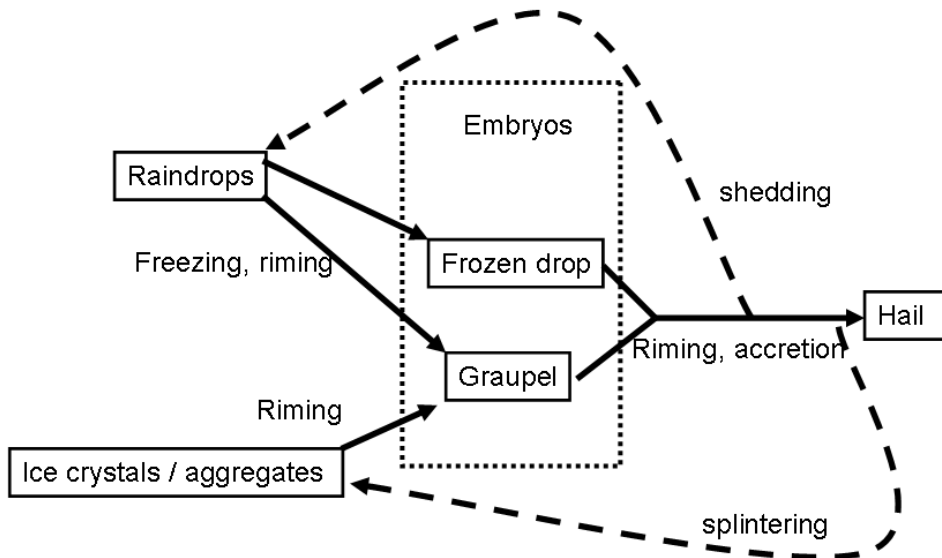 Embryos
Raindrops
shedding
Freezing, riming
Frozen drop
Hail
Riming, accretion
Graupel
Riming
Ice crystals / aggregates
splintering